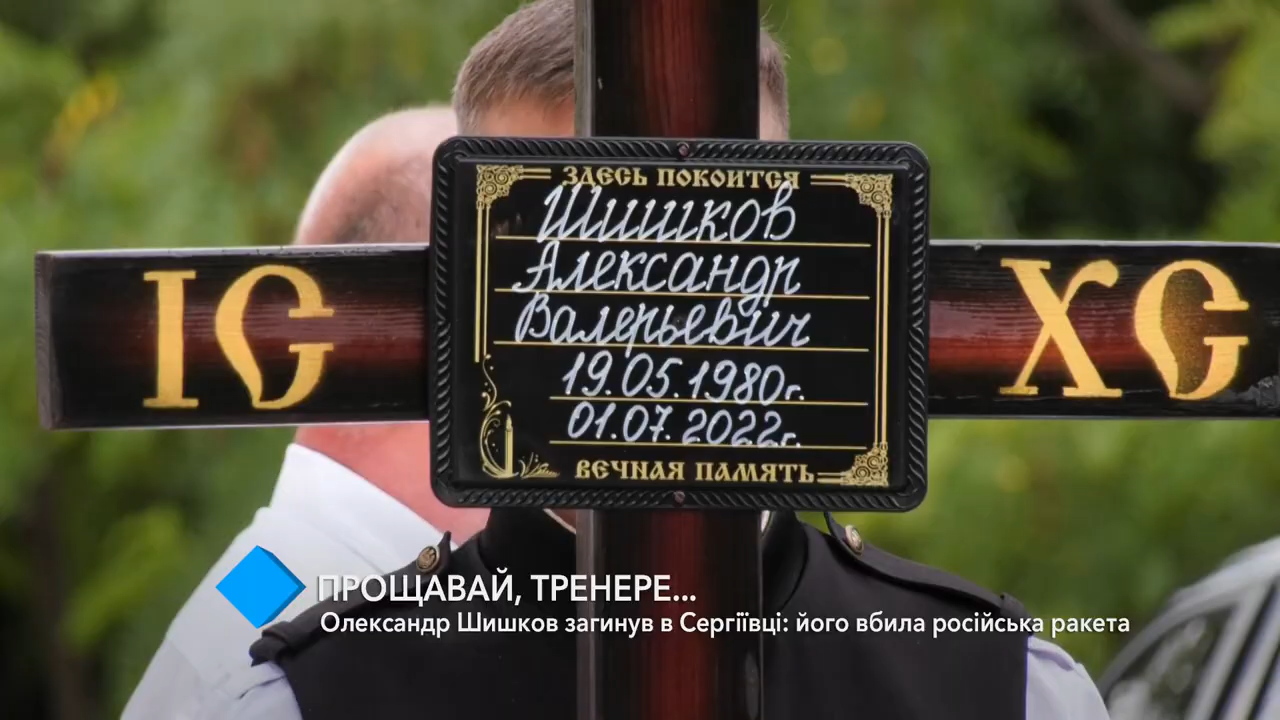 ЗДЕСЬ ПОКОИТСЯ
Шишков
Александр
Валерьевич
19.05.1980г.
01.07.2022г.
ВЕЧНАЯ ПАМЯТЬ
IC ХС
ПРОЩАВАЙ, ТРЕНЕРЕ...
Олександр Шишков загинув в Сергіївці: його вбила російська ракета